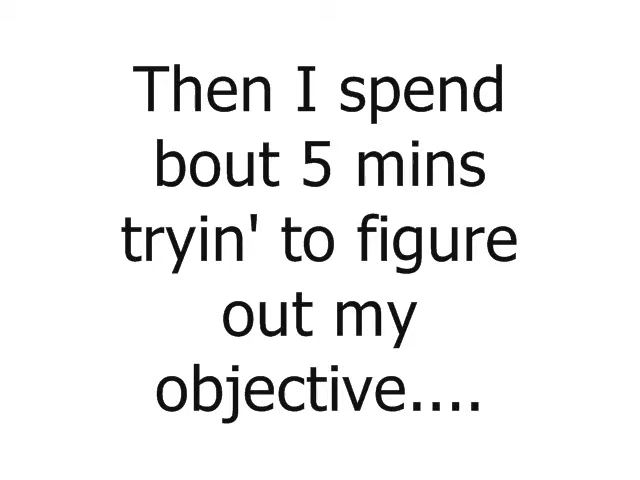 Then I spend
bout 5 mins
tryin' to figure
out my
objective....